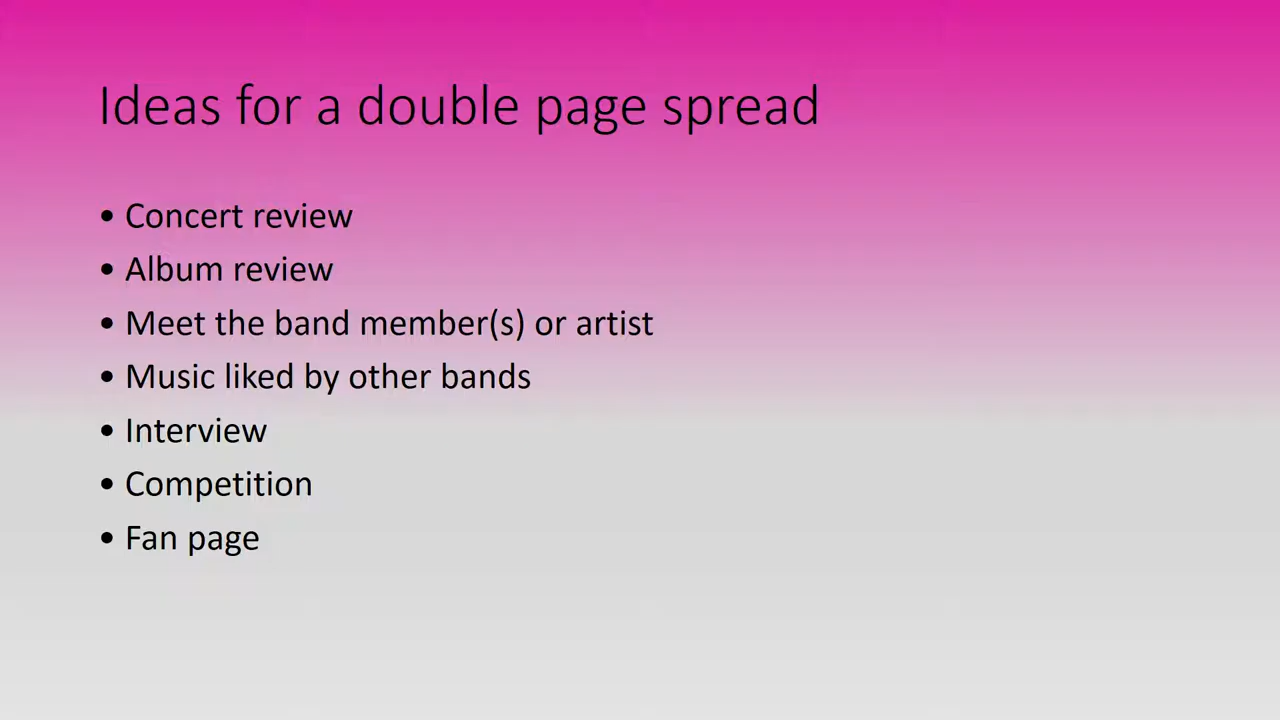 Ideas for a double page spread
• Concert review
• Album review
• Meet the band member(s) or artist
• Music liked by other bands
• Interview
• Competition
• Fan page